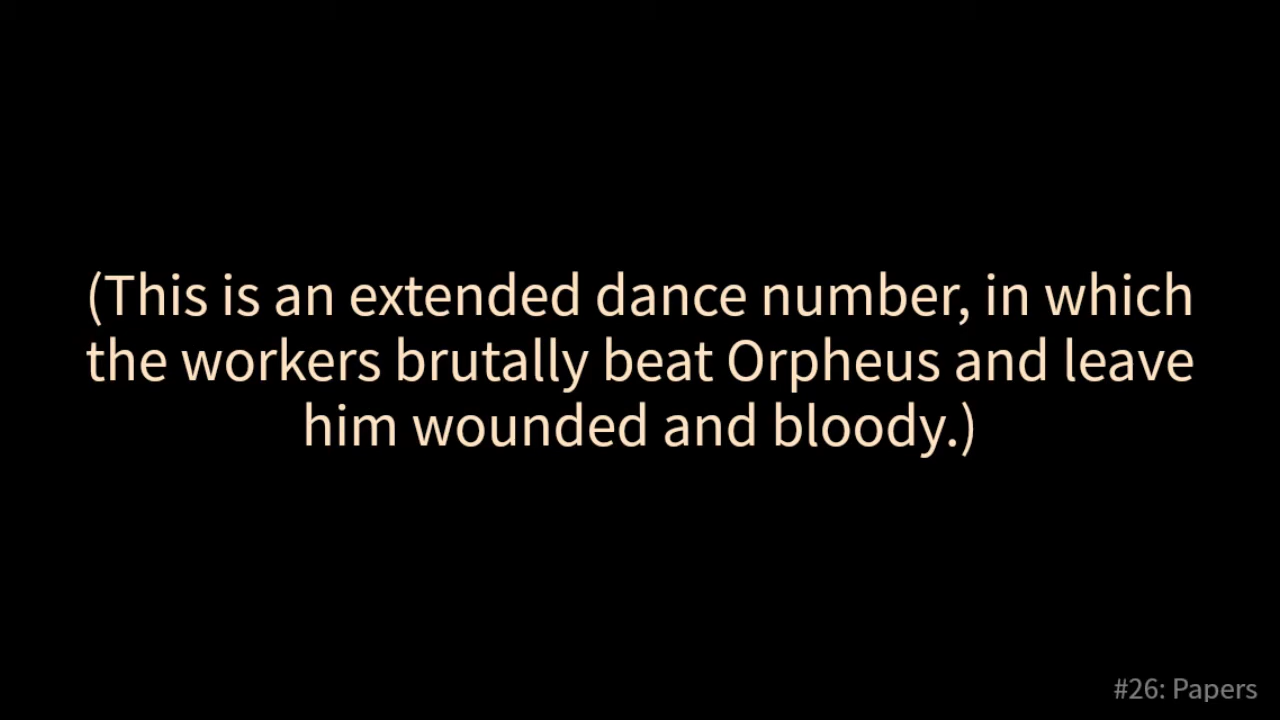 (This is an extended dance number, in which
the workers brutally beat Orpheus and leave
him wounded and bloody.)
#26: Papers